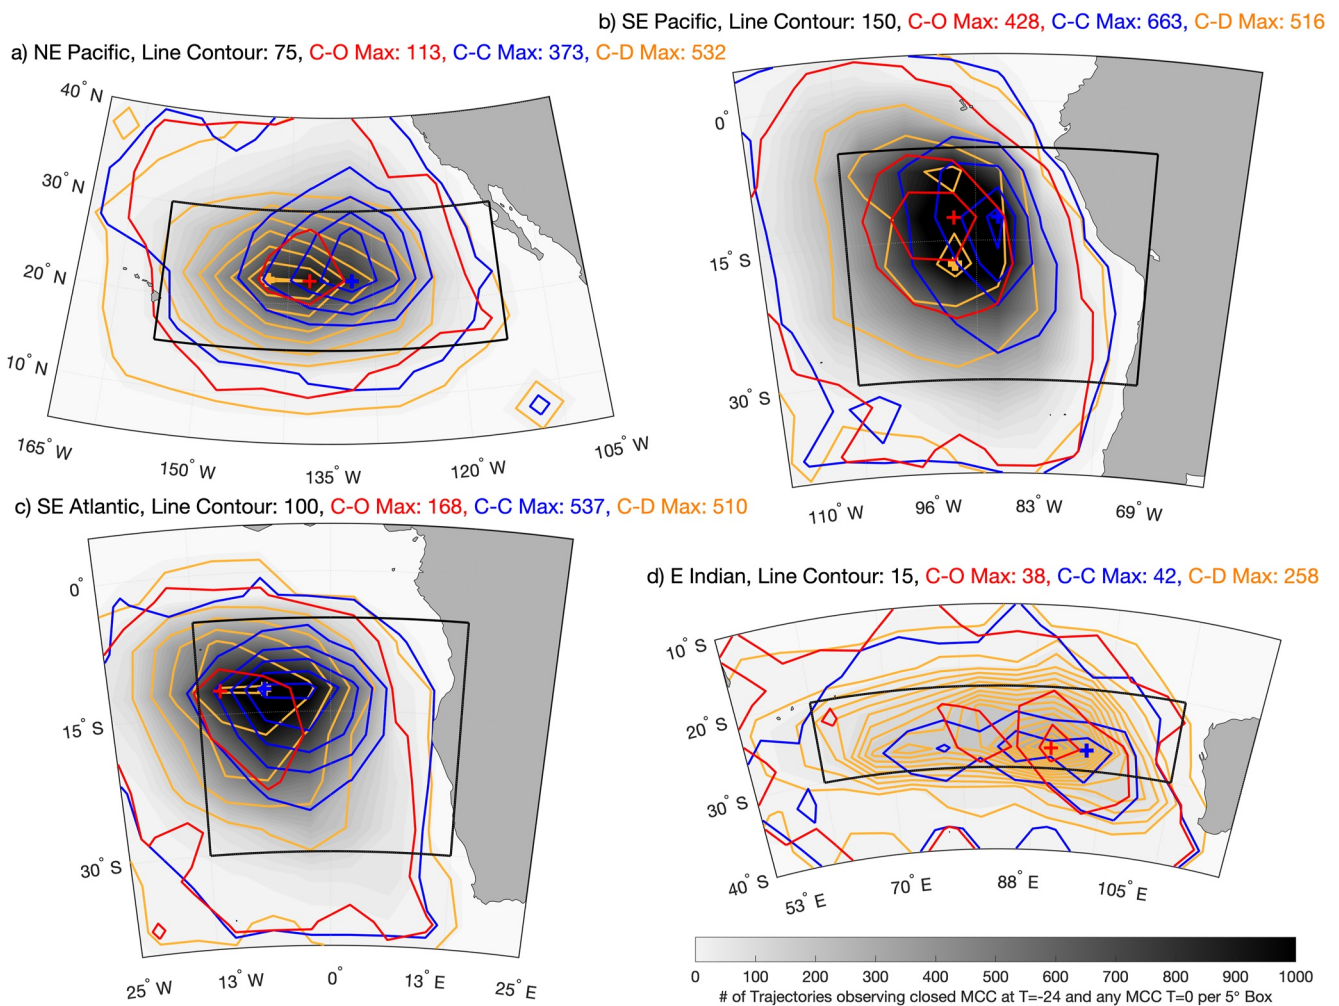 b) SE Pacific, Line Contour: 150, C-O Max: 428, C-C Max: 663, C-D Max: 516
a) NE Pacific, Line Contour: 75, C-O Max: 113, C-C Max: 373, C-D Max: 532
40° N
30° N
20° N
10° N
165° W
150° W
135° W
120° W
105° W
0°
15° S
30° S
110° W
96° W
83° W
69° W
c) SE Atlantic, Line Contour: 100, C-O Max: 168, C-C Max: 537, C-D Max: 510
0°
15° S
30° S
25° W
13° W
0°
13° E
25° E
d) E Indian, Line Contour: 15, C-O Max: 38, C-C Max: 42, C-D Max: 258
10° S
20° S
30° S
40° S
53° E
70° E
88° E
105° E
0 100 200 300 400 500 600 700 800 900 1000
# of Trajectories observing closed MCC at T=-24 and any MCC T=0 per 5° Box